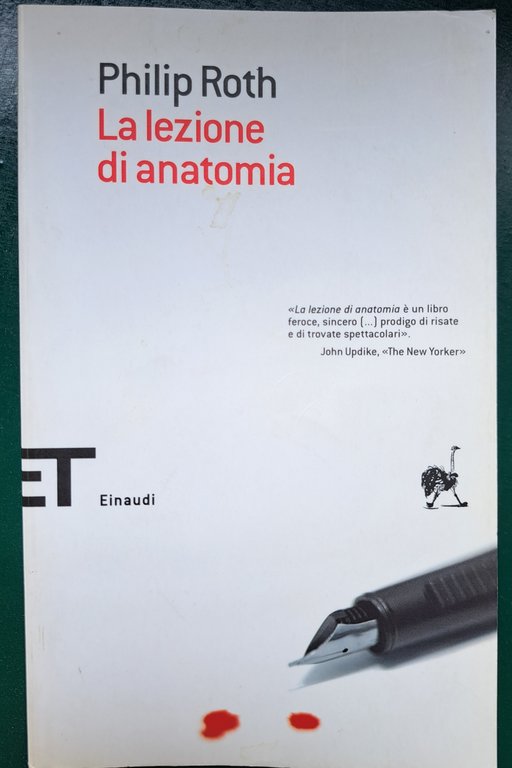 Philip Roth
La lezione
di anatomia
«La lezione di anatomia è un libro
feroce, sincero [...] prodigo di risate
e di trovate spettacolari».
John Updike, «The New Yorker»
ET
Einaudi